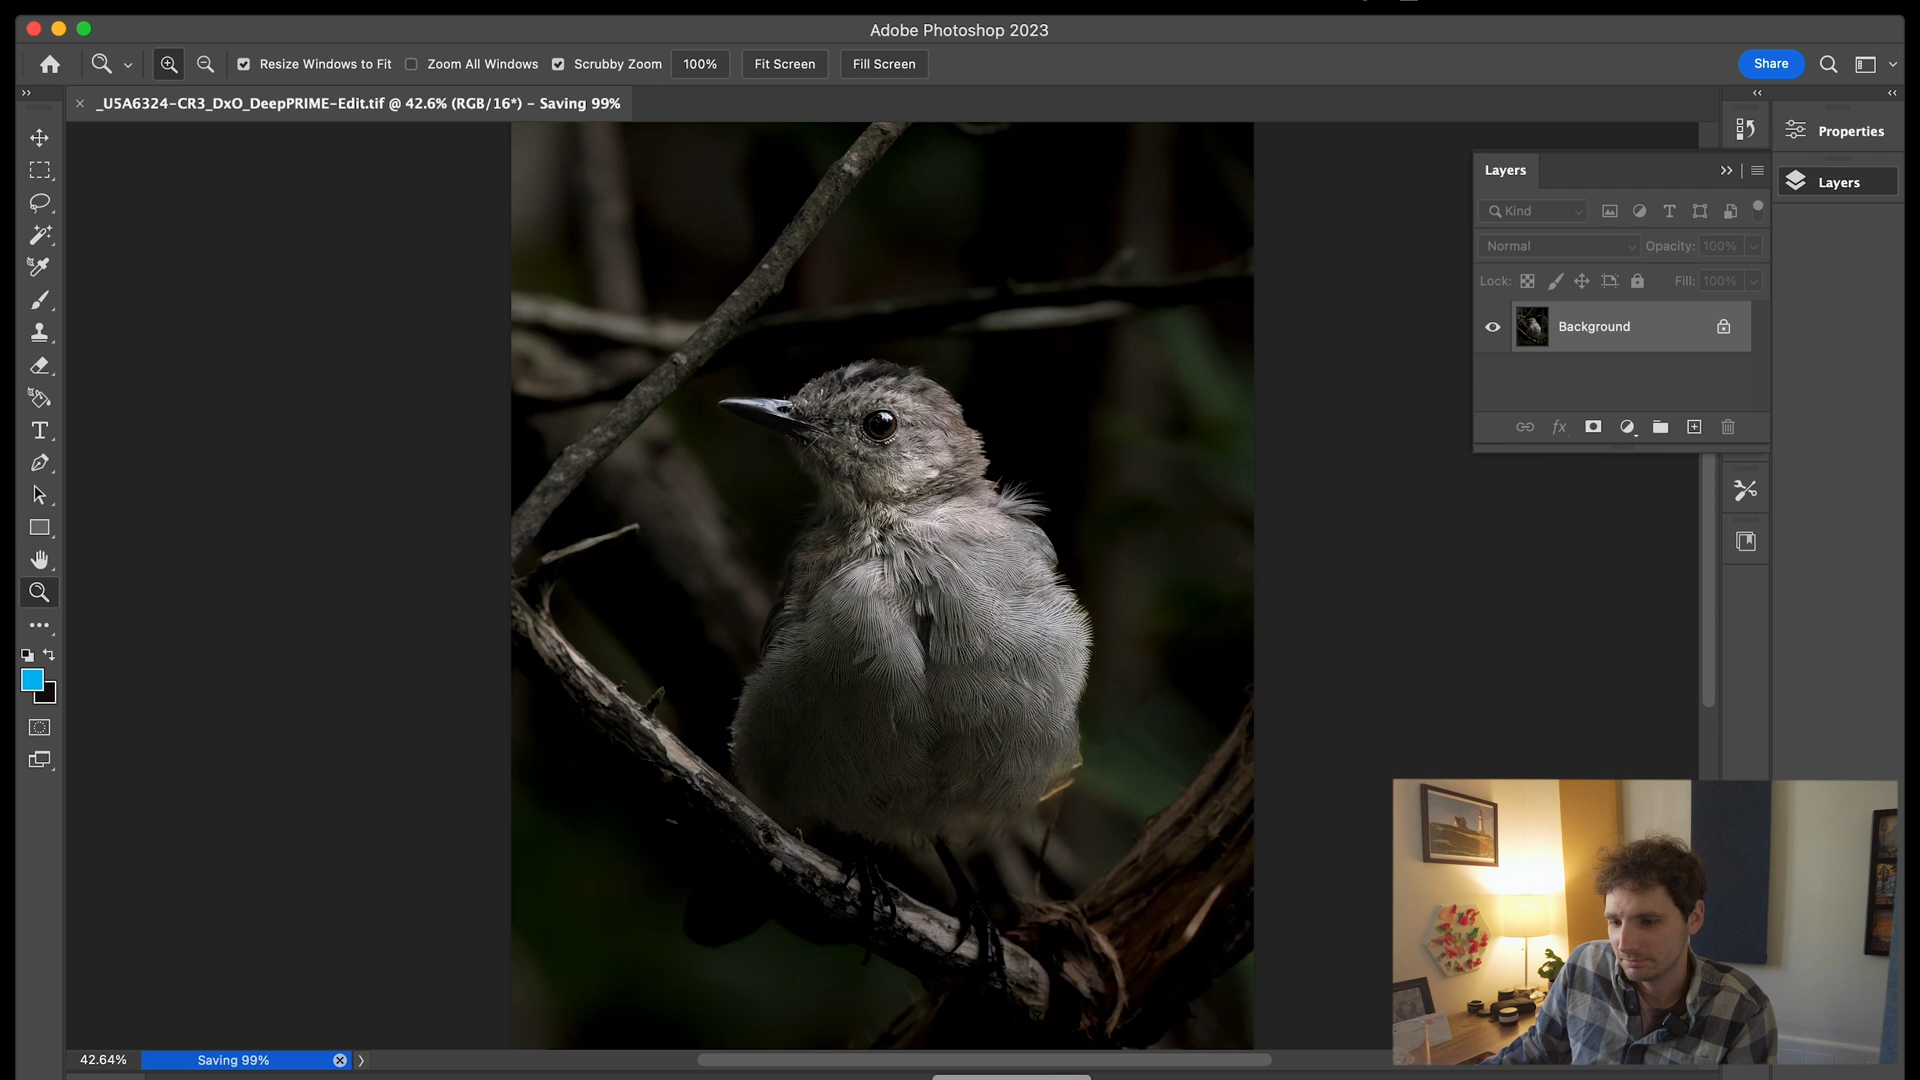 Adobe Photoshop 2023
Resize Windows to Fit
Zoom All Windows
Scrubby Zoom
100%
Fit Screen
Fill Screen
Share
_U5A6324-CR3_DxO_DeepPRIME-Edit.tif @ 42.6% (RGB/16*) - Saving 99%
Properties
Layers
Layers
Kind
Normal
Opacity: 100%
Lock:
Fill: 100%
Background
fx
42.64%
Saving 99%